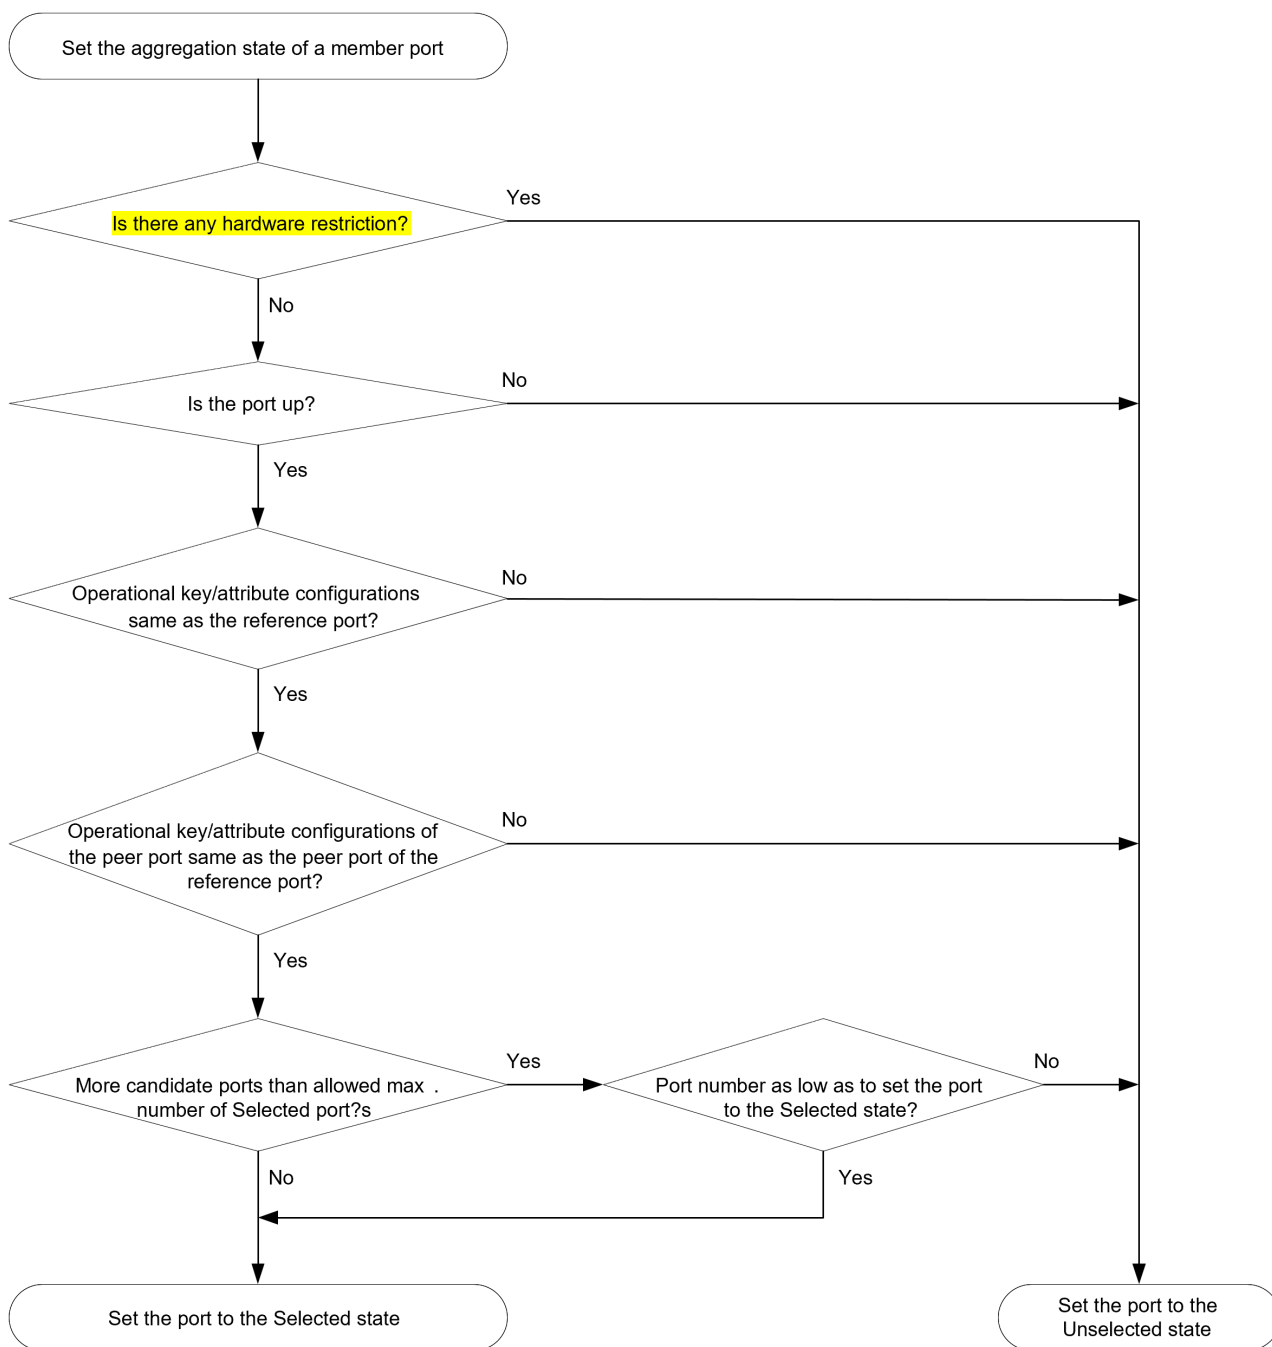 Set the aggregation state of a member port
Yes
Is there any hardware restriction?
No
No
Is the port up?
Yes
No
Operational key/attribute configurations
same as the reference port?
Yes
No
Operational key/attribute configurations of
the peer port same as the peer port of the
reference port?
Yes
Yes
More candidate ports than allowed max .
number of Selected port?s
No
Port number as low as to set the port
to the Selected state?
No
Yes
Set the port to the Selected state
Set the port to the
Unselected state